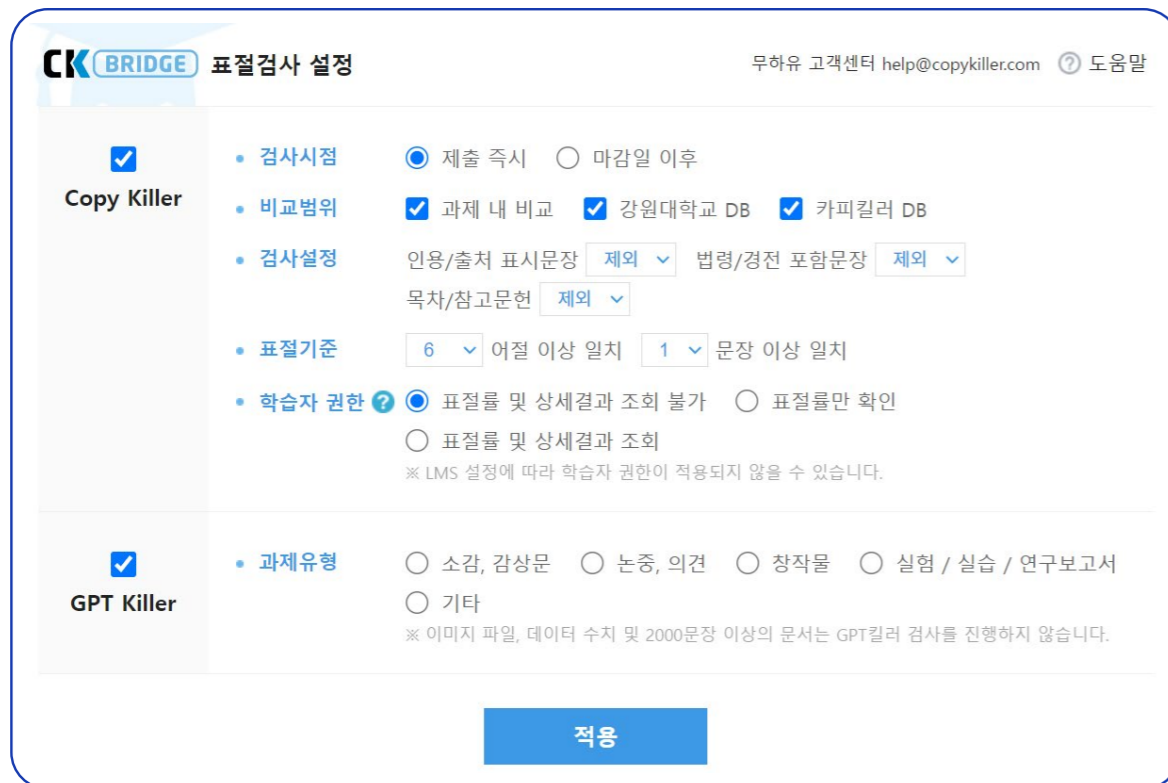 CK BRIDGE 표절검사 설정
무하유 고객센터 help@copykiller.com ? 도움말
Copy Killer
검사시점 제출 즉시 마감일 이후
비교범위 과제 내 비교 강원대학교 DB 카피킬러 DB
검사설정 인용/출처 표시문장 제외 법령/경전 포함문장 제외
목차/참고문헌 제외
표절기준 6 어절 이상 일치 1 문장 이상 일치
학습자 권한 ? 표절률 및 상세결과 조회 불가 표절률만 확인
표절률 및 상세결과 조회
※ LMS 설정에 따라 학습자 권한이 적용되지 않을 수 있습니다.
GPT Killer
과제유형 소감, 감상문 논중, 의견 창작물 실험 / 실습 / 연구보고서
기타
※ 이미지 파일, 데이터 수치 및 2000문장 이상의 문서는 GPT킬러 검사를 진행하지 않습니다.
적용